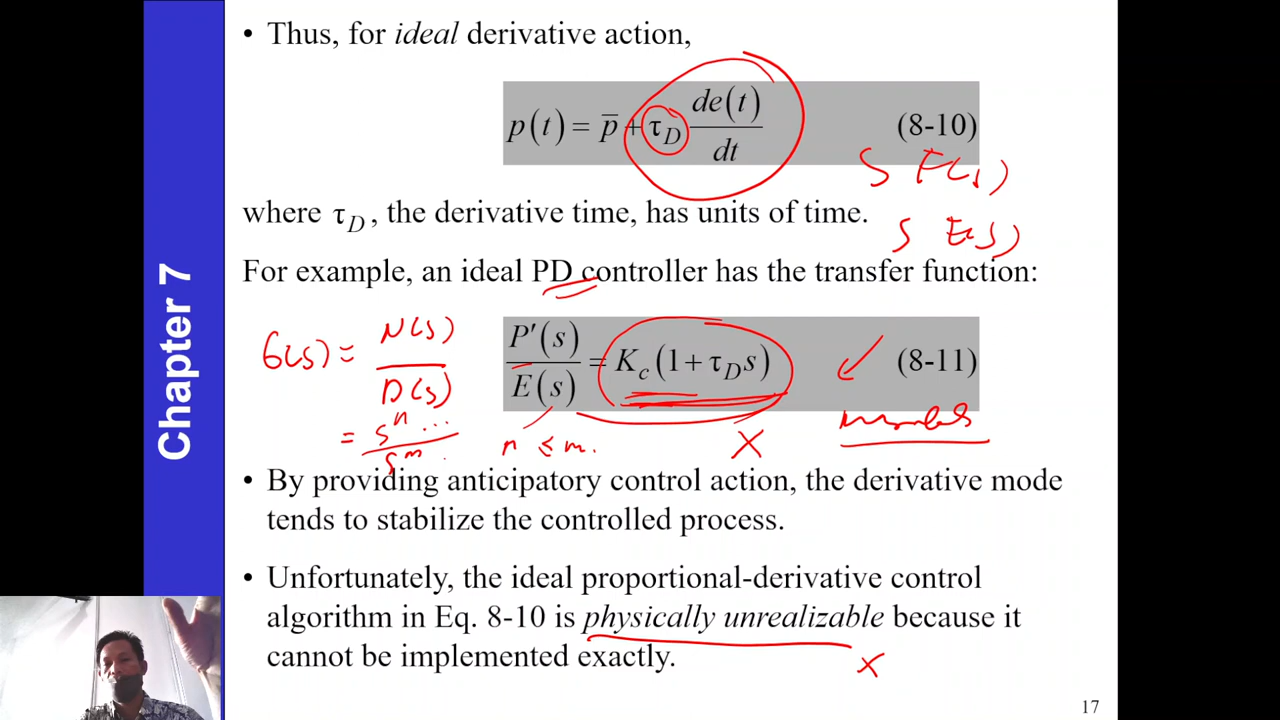 • Thus, for ideal derivative action,
p(t) = p̄ + τ_D de(t)/dt (8-10)
S F(s)
where τ_D, the derivative time, has units of time.
S E(s)
For example, an ideal PD controller has the transfer function:
G(s) = N(s)/D(s)
P′(s)/E(s) = K_c (1 + τ_D s) (8-11)
= sⁿ .../sᵐ .
n ≤ m.
X
• By providing anticipatory control action, the derivative mode
tends to stabilize the controlled process.
• Unfortunately, the ideal proportional-derivative control
algorithm in Eq. 8-10 is physically unrealizable because it
cannot be implemented exactly.
X
Chapter 7
17